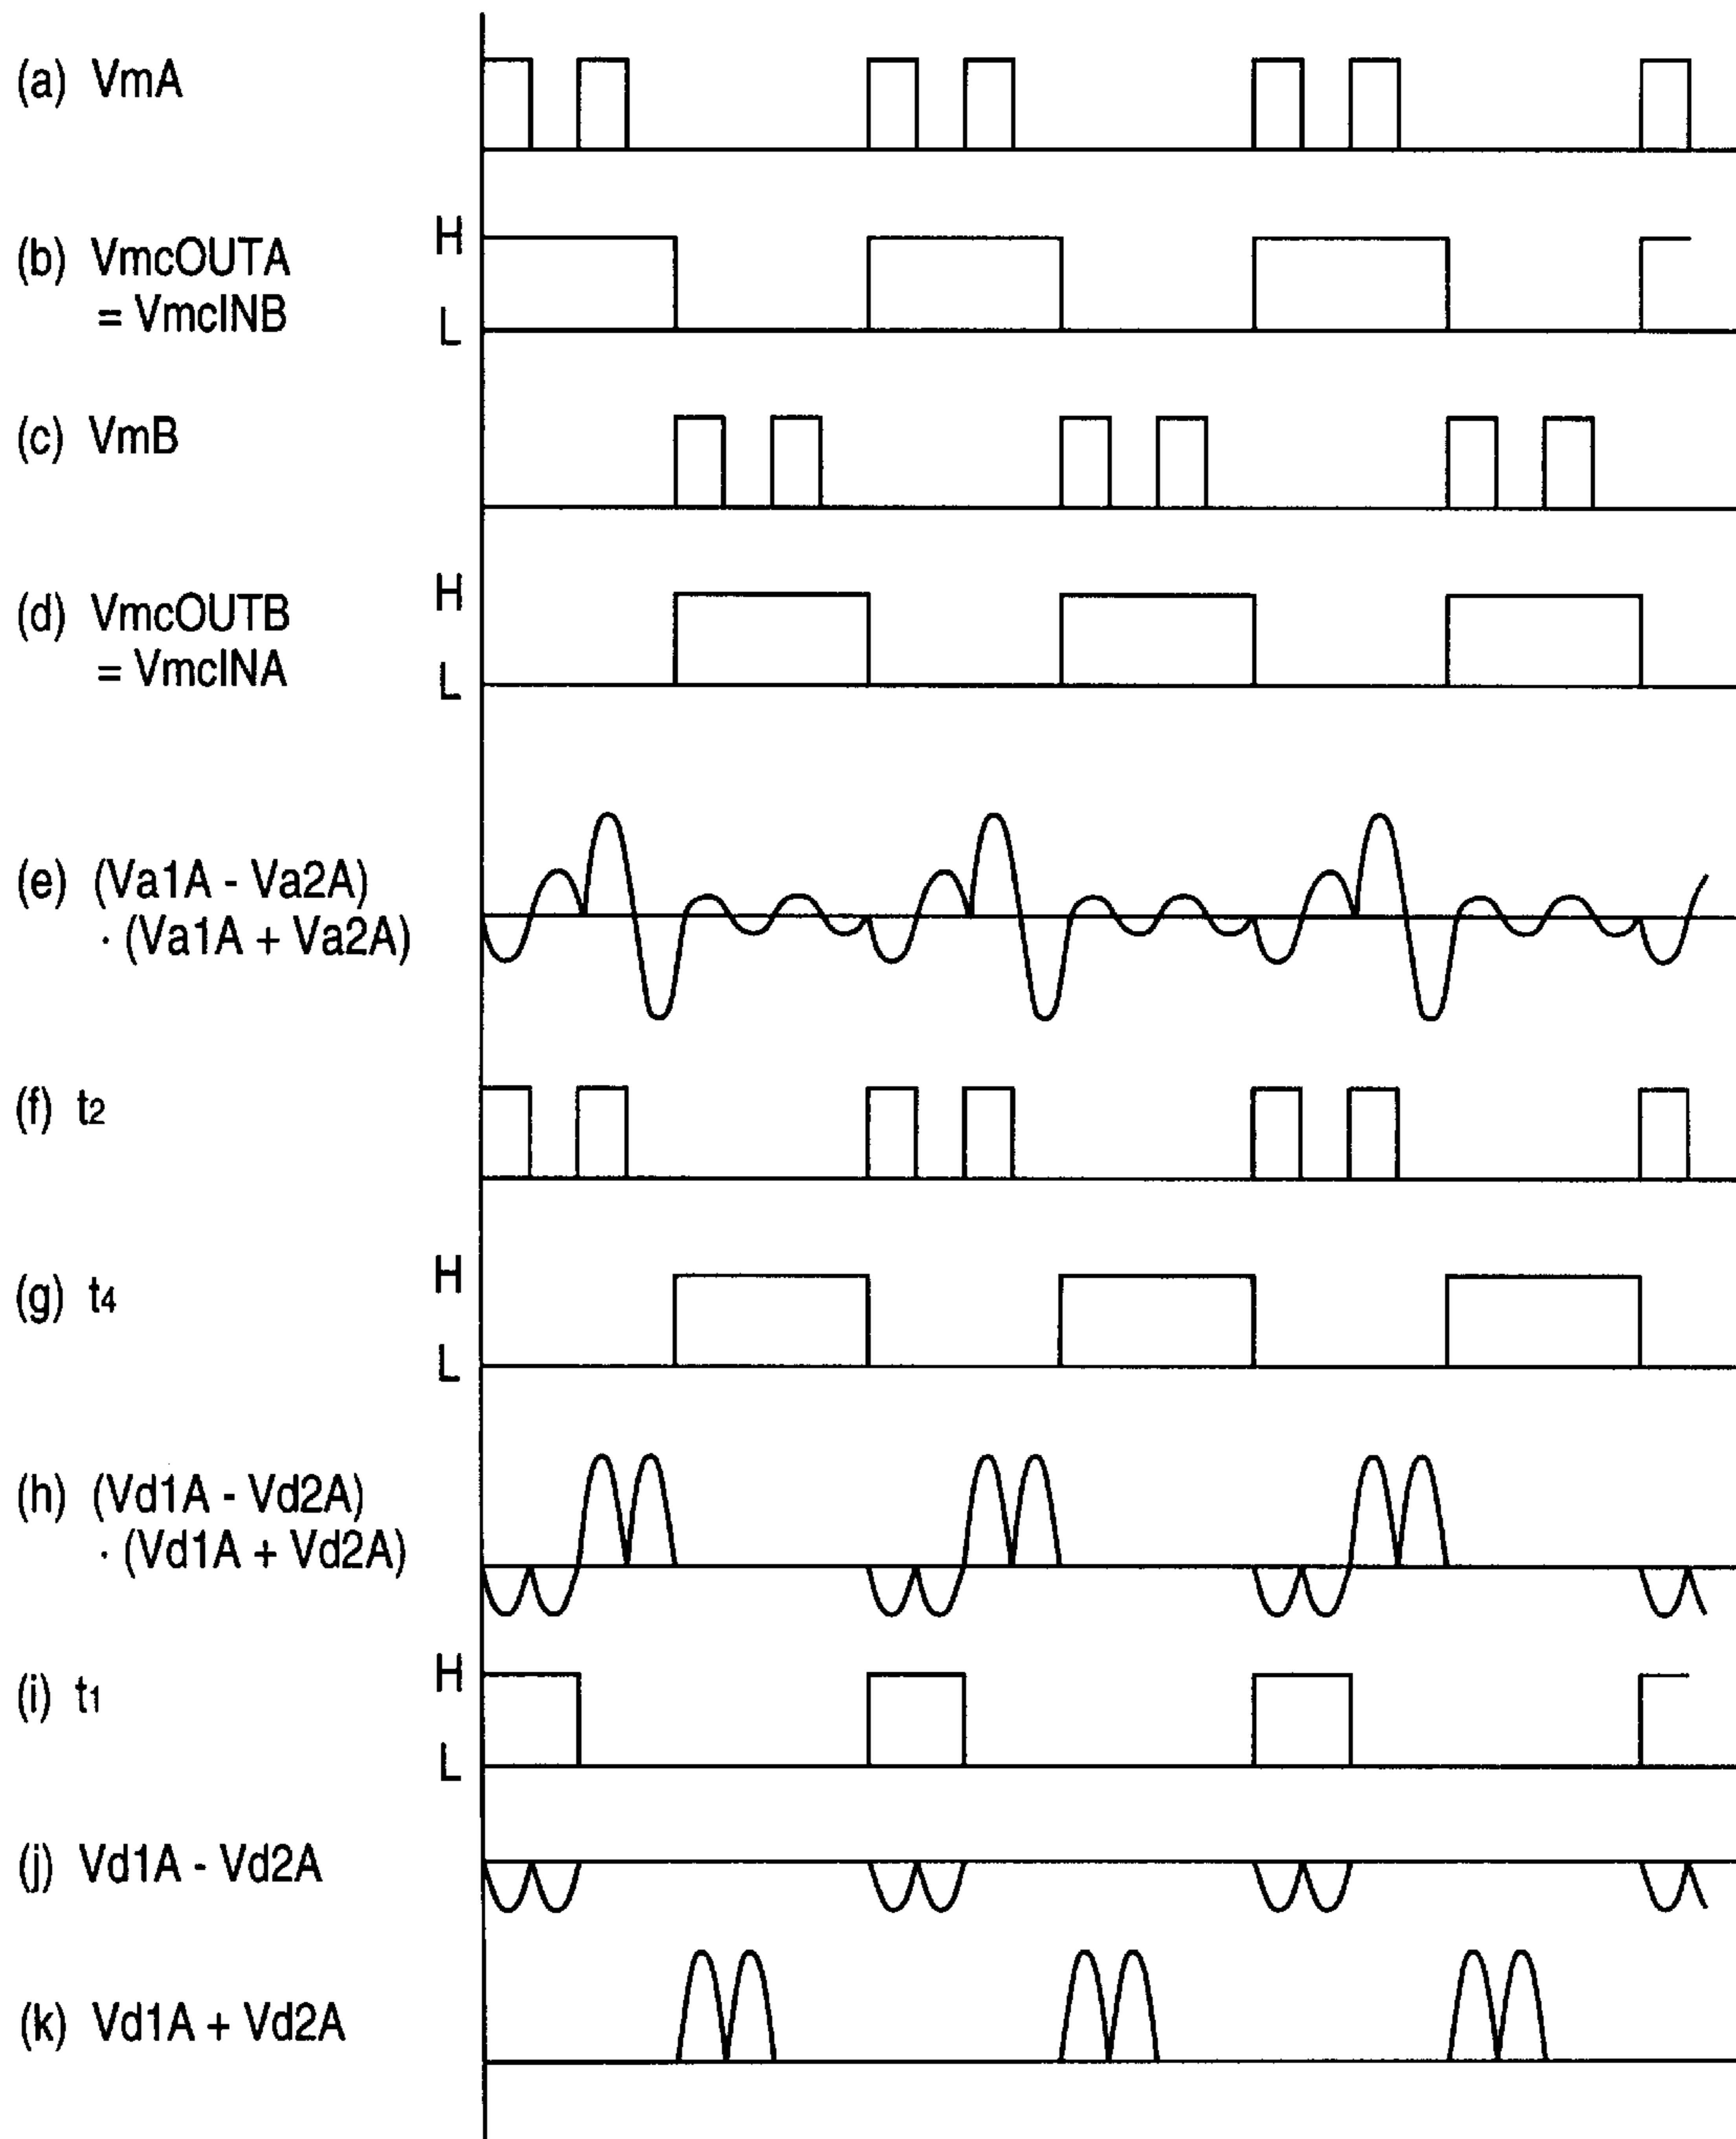 (a) VmA
(b) VmcOUTA
= VmcINB
H
L
(c) VmB
(d) VmcOUTB
= VmcINA
H
L
(e) (Va1A - Va2A)
· (Va1A + Va2A)
(f) t2
(g) t4
H
L
(h) (Vd1A - Vd2A)
· (Vd1A + Vd2A)
(i) t1
H
L
(j) Vd1A - Vd2A
(k) Vd1A + Vd2A